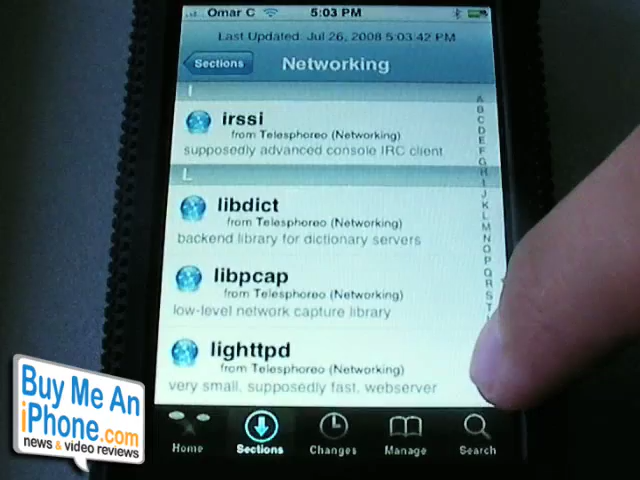 Omar C
5:03 PM
Last Updated: Jul 26, 2008 5:03:42 PM
Sections
Networking
I
irssi
from Telesphoreo (Networking)
supposedly advanced console IRC client
L
libdict
from Telesphoreo (Networking)
backend library for dictionary servers
libpcap
from Telesphoreo (Networking)
low-level network capture library
lighttpd
from Telesphoreo (Networking)
very small, supposedly fast, webserver
A
B
C
D
E
F
G
H
I
J
K
L
M
N
O
P
Q
R
S
T
Home
Sections
Changes
Manage
Search
Buy Me An
iPhone.com
news & video reviews